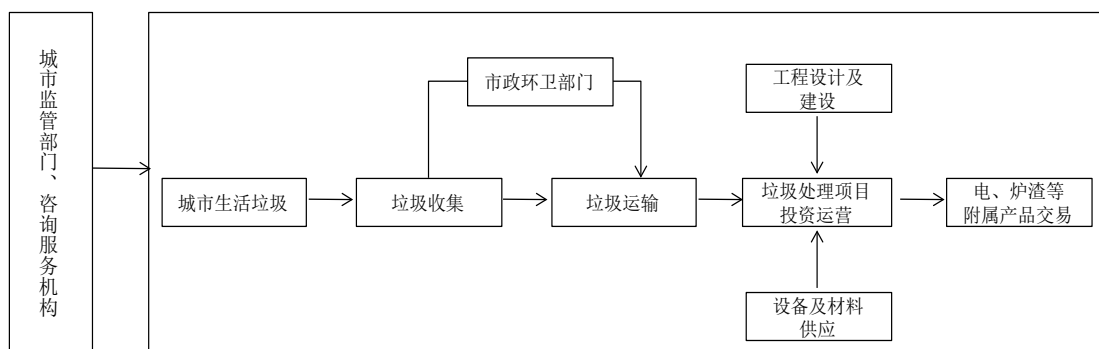 城市监管部门、咨询服务机构
市政环卫部门
工程设计及
建设
城市生活垃圾
垃圾收集
垃圾运输
垃圾处理项目
投资运营
电、炉渣等
附属产品交易
设备及材料
供应